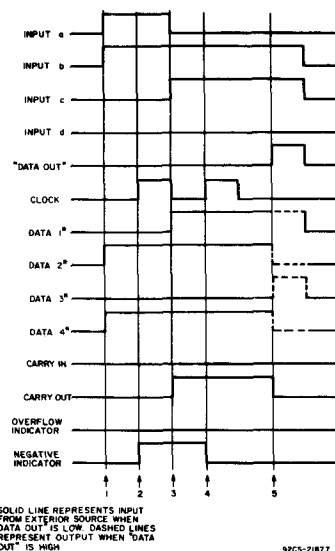 INPUT a
INPUT b
INPUT c
INPUT d
"DATA OUT"
CLOCK
DATA 1*
DATA 2*
DATA 3*
DATA 4*
CARRY IN
CARRY OUT
OVERFLOW
INDICATOR
NEGATIVE
INDICATOR
1 2 3 4 5
SOLID LINE REPRESENTS INPUT
FROM EXTERIOR SOURCE WHEN
DATA OUT" IS LOW. DASHED LINES
REPRESENT OUTPUT WHEN "DATA
OUT" IS HIGH
92CS-21877